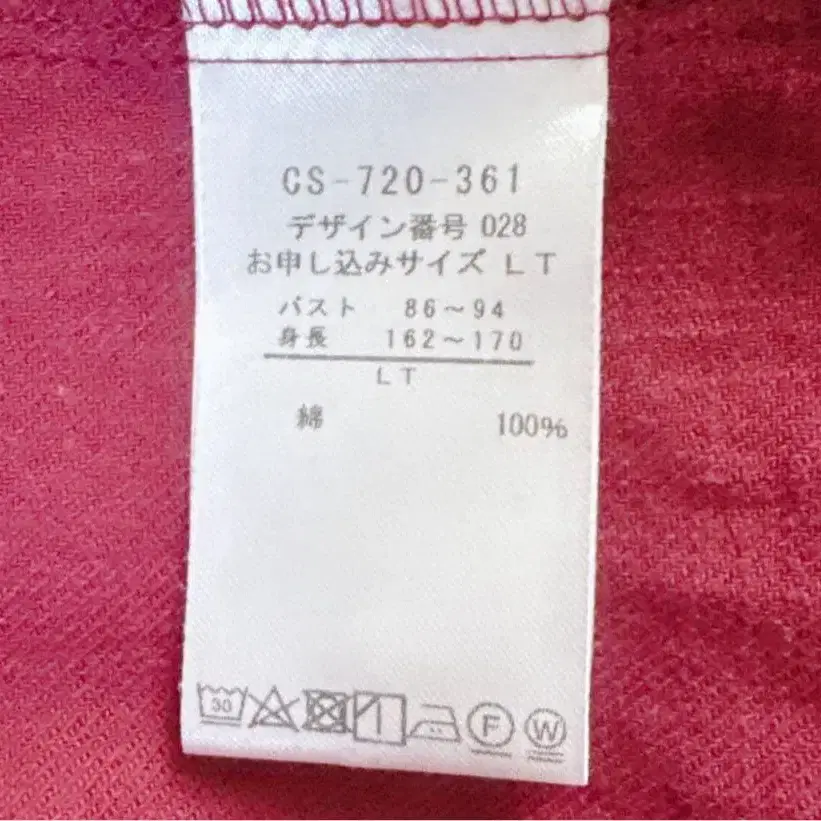 CS-720-361
デザイン番号 028
お申し込みサイズ LT
バスト 86～94
身長 162～170
LT
綿 100%
30 F W